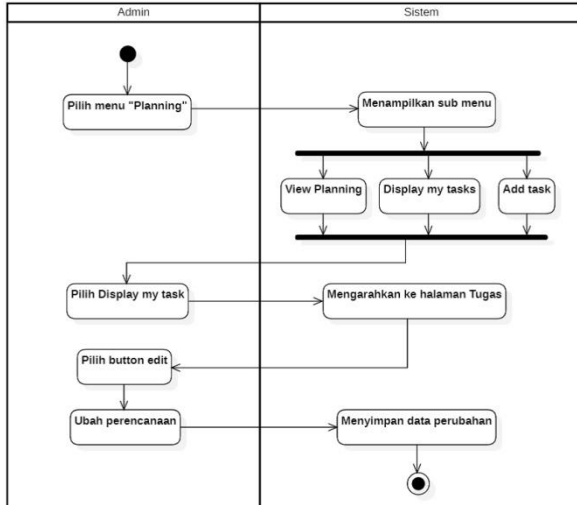 Admin
Sistem
Pilih menu "Planning"
Menampilkan sub menu
View Planning
Display my tasks
Add task
Pilih Display my task
Mengarahkan ke halaman Tugas
Pilih button edit
Ubah perencanaan
Menyimpan data perubahan